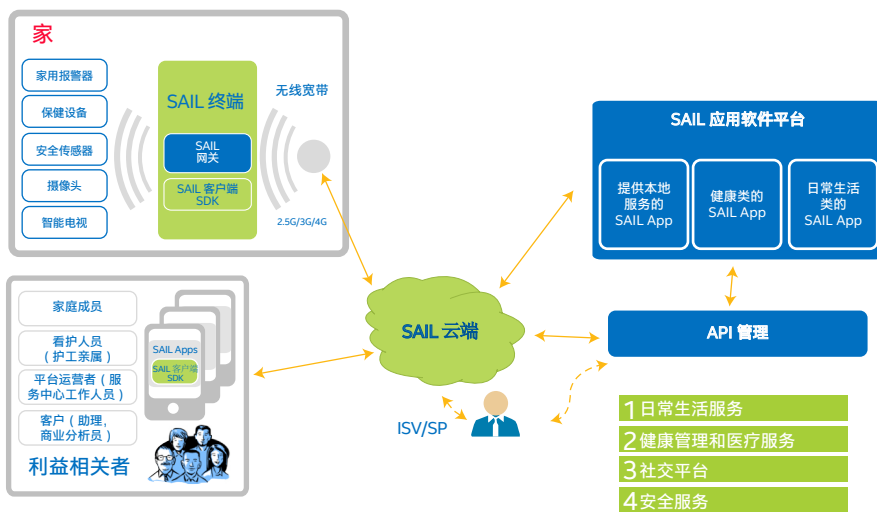 家
家用报警器
保健设备
安全传感器
摄像头
智能电视
SAIL 终端
SAIL
网关
SAIL 客户端
SDK
无线宽带
2.5G/3G/4G
SAIL 应用软件平台
提供本地
服务的
SAIL App
健康类的
SAIL App
日常生活
类的
SAIL App
SAIL 云端
API 管理
ISV/SP
家庭成员
看护人员
（护工亲属）
平台运营者（服
务中心工作人员）
客户（助理,
商业分析员）
利益相关者
SAIL Apps
SAIL 客户端
SDK
1 日常生活服务
2 健康管理和医疗服务
3 社交平台
4 安全服务